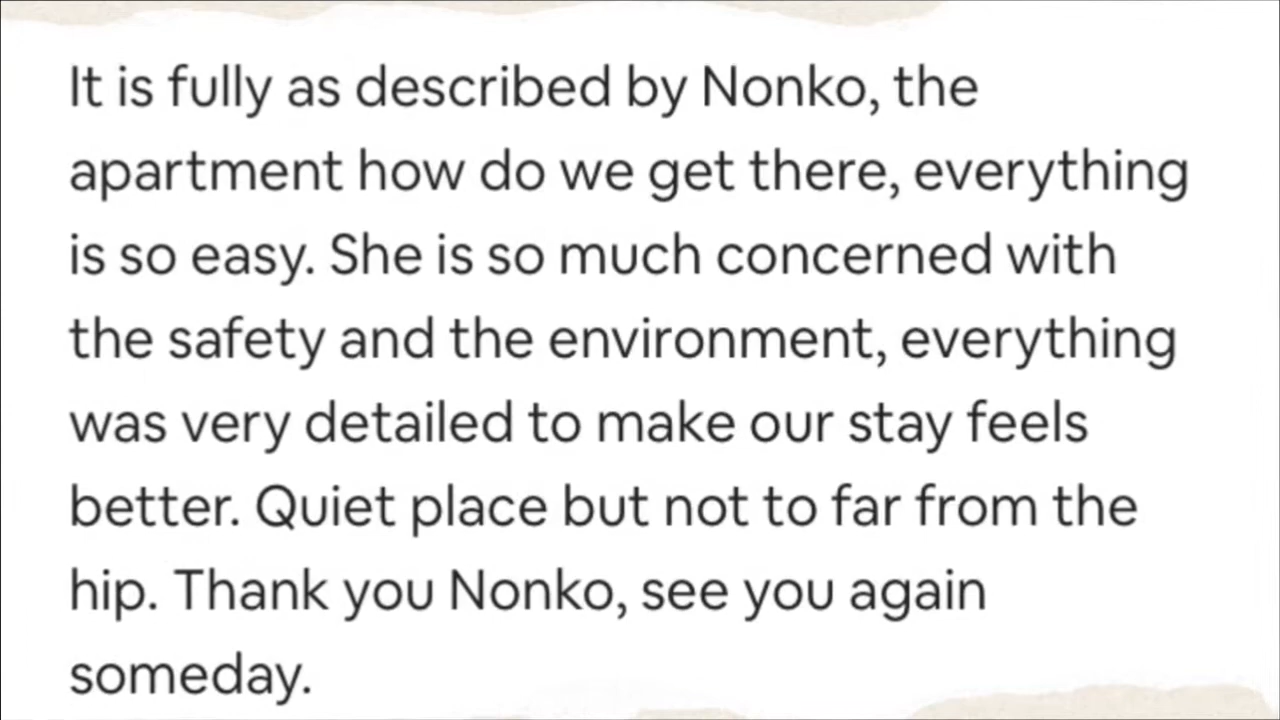 It is fully as described by Nonko, the
apartment how do we get there, everything
is so easy. She is so much concerned with
the safety and the environment, everything
was very detailed to make our stay feels
better. Quiet place but not to far from the
hip. Thank you Nonko, see you again
someday.